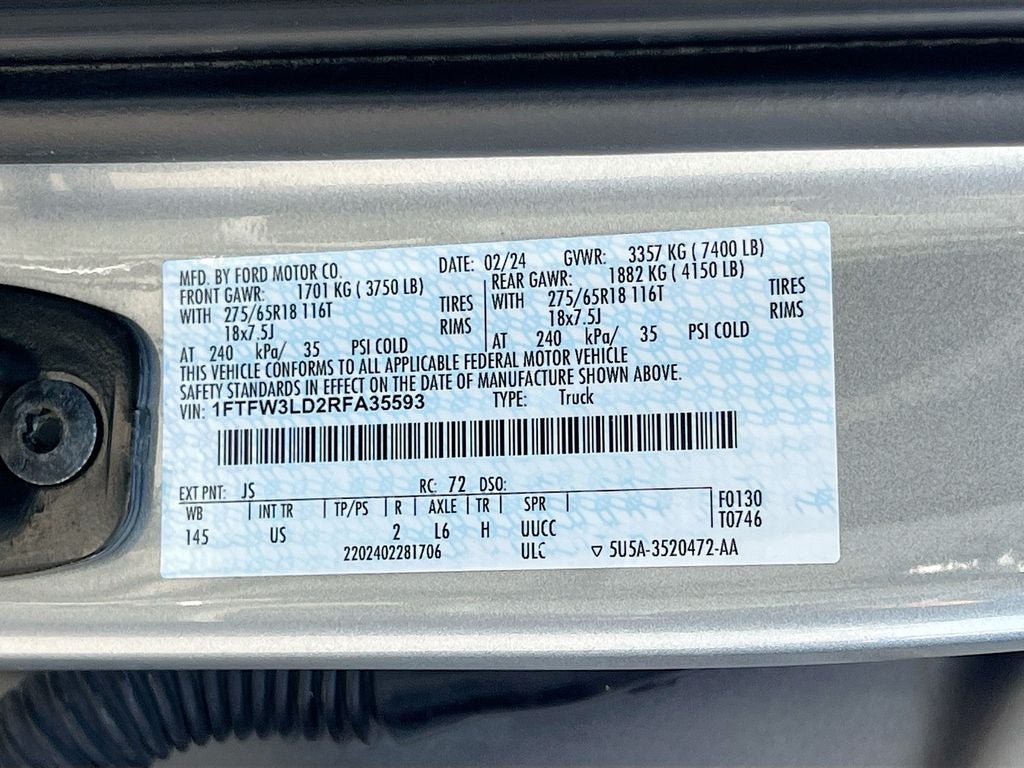 MFD. BY FORD MOTOR CO. DATE: 02/24 GVWR: 3357 KG ( 7400 LB)
FRONT GAWR: 1701 KG ( 3750 LB) REAR GAWR: 1882 KG ( 4150 LB)
WITH 275/65R18 116T TIRES WITH 275/65R18 116T TIRES
18x7.5J RIMS 18x7.5J RIMS
AT 240 kPa/ 35 PSI COLD AT 240 kPa/ 35 PSI COLD
THIS VEHICLE CONFORMS TO ALL APPLICABLE FEDERAL MOTOR VEHICLE
SAFETY STANDARDS IN EFFECT ON THE DATE OF MANUFACTURE SHOWN ABOVE.
VIN: 1FTFW3LD2RFA35593 TYPE: Truck
EXT PNT: JS RC: 72 DSO:
WB INT TR TP/PS R AXLE TR SPR F0130
145 US 2 L6 H UUCC T0746
2202402281706 ULC ▽ 5U5A-3520472-AA